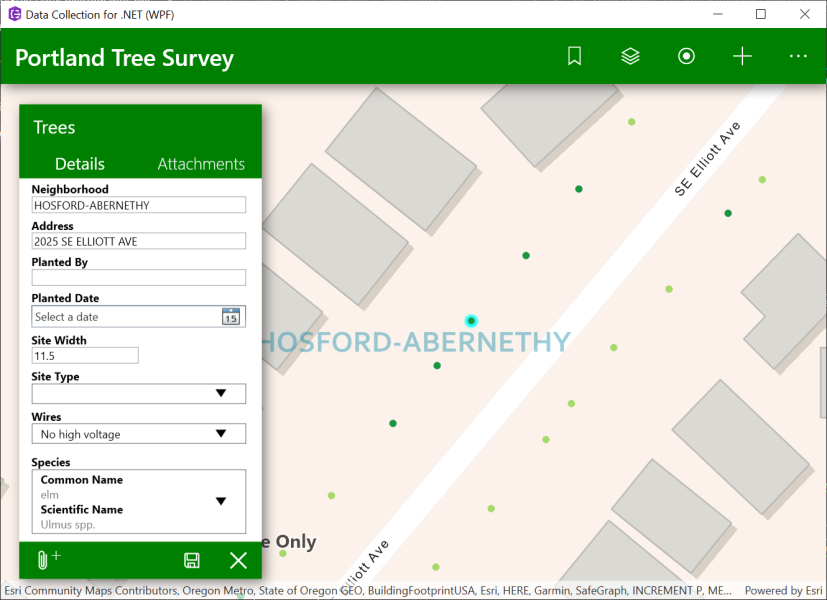 Data Collection for .NET (WPF)
Portland Tree Survey
Trees
Details Attachments
Neighborhood
HOSFORD-ABERNETHY
Address
2025 SE ELLIOTT AVE
Planted By
Planted Date
Select a date
15
Site Width
11.5
Site Type
Wires
No high voltage
Species
Common Name
elm
Scientific Name
Ulmus spp.
SE Elliott Ave
HOSFORD-ABERNETHY
e Only
lliott Ave
Esri Community Maps Contributors, Oregon Metro, State of Oregon GEO, BuildingFootprintUSA, Esri, HERE, Garmin, SafeGraph, INCREMENT P, ME... Powered by Esri